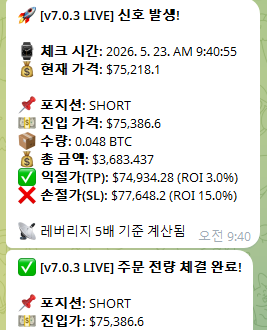 🚀 [v7.0.3 LIVE] 신호 발생!
⌚ 체크 시간: 2026. 5. 23. AM 9:40:55
💰 현재 가격: $75,218.1
📌 포지션: SHORT
💵 진입 가격: $75,386.6
📦 수량: 0.048 BTC
💰 총 금액: $3,683.437
✅ 익절가(TP): $74,934.28 (ROI 3.0%)
❌ 손절가(SL): $77,648.2 (ROI 15.0%)
📡 레버리지 5배 기준 계산됨
오전 9:40
✅ [v7.0.3 LIVE] 주문 전량 체결 완료!
📌 포지션: SHORT
💵 진입가: $75,386.6